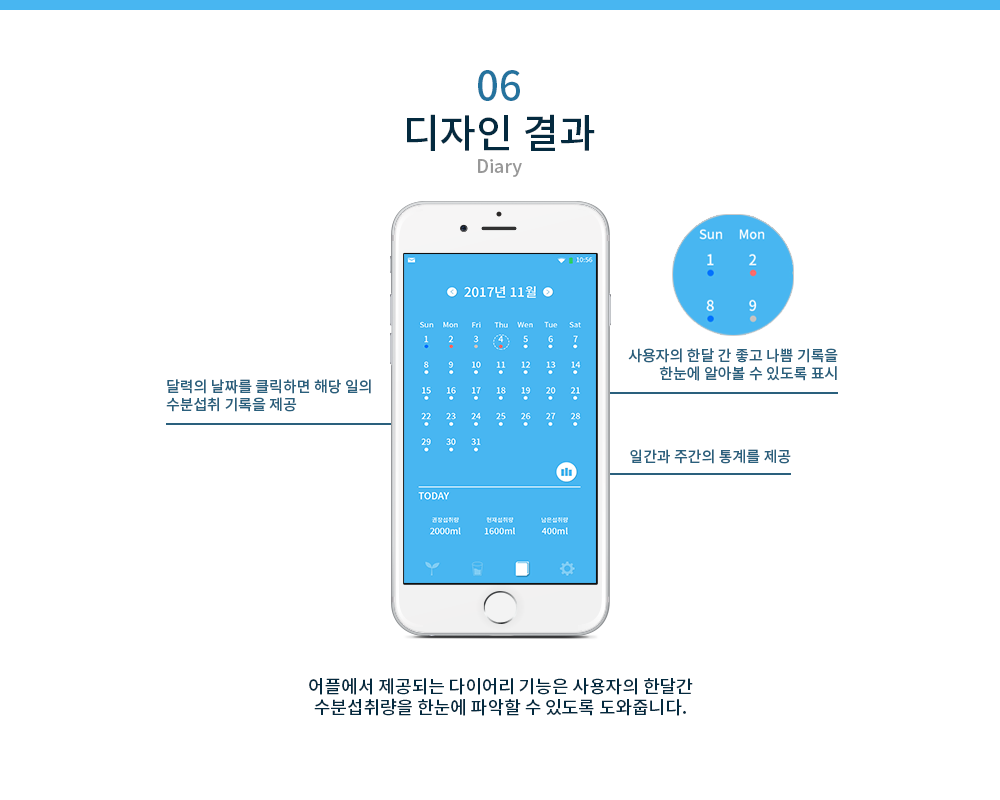 06
디자인 결과
Diary
10:56
2017년 11월
Sun Mon Fri Thu Wen Tue Sat
1 2 3 4 5 6 7
8 9 10 11 12 13 14
15 16 17 18 19 20 21
22 23 24 25 26 27 28
29 30 31
TODAY
권장섭취량 현재섭취량 남은섭취량
2000ml 1600ml 400ml
Sun Mon
1 2
8 9
사용자의 한달 간 좋고 나쁨 기록을
한눈에 알아볼 수 있도록 표시
달력의 날짜를 클릭하면 해당 일의
수분섭취 기록을 제공
일간과 주간의 통계를 제공
어플에서 제공되는 다이어리 기능은 사용자의 한달간
수분섭취량을 한눈에 파악할 수 있도록 도와줍니다.